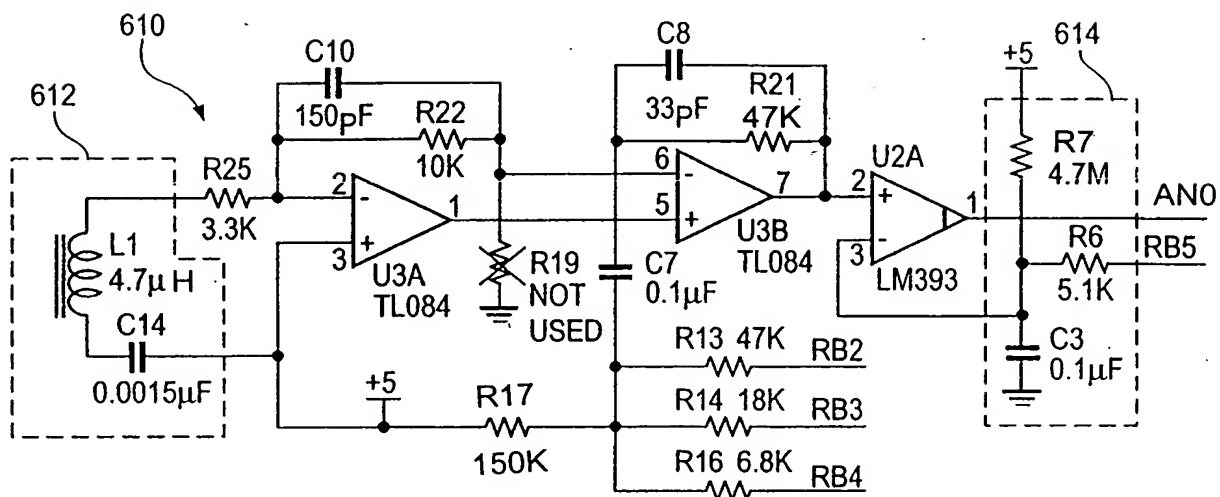 610
612
C10
150pF
R22
10K
R25
3.3K
L1
4.7μH
C14
0.0015μF
2
-
+
3
1
U3A
TL084
R19
NOT
USED
C8
33pF
R21
47K
6
-
5
+
7
U3B
TL084
C7
0.1μF
+5
R17
150K
R13 47K
RB2
R14 18K
RB3
R16 6.8K
RB4
U2A
2
+
-
3
1
LM393
614
+5
R7
4.7M
AN0
R6
5.1K
RB5
C3
0.1μF